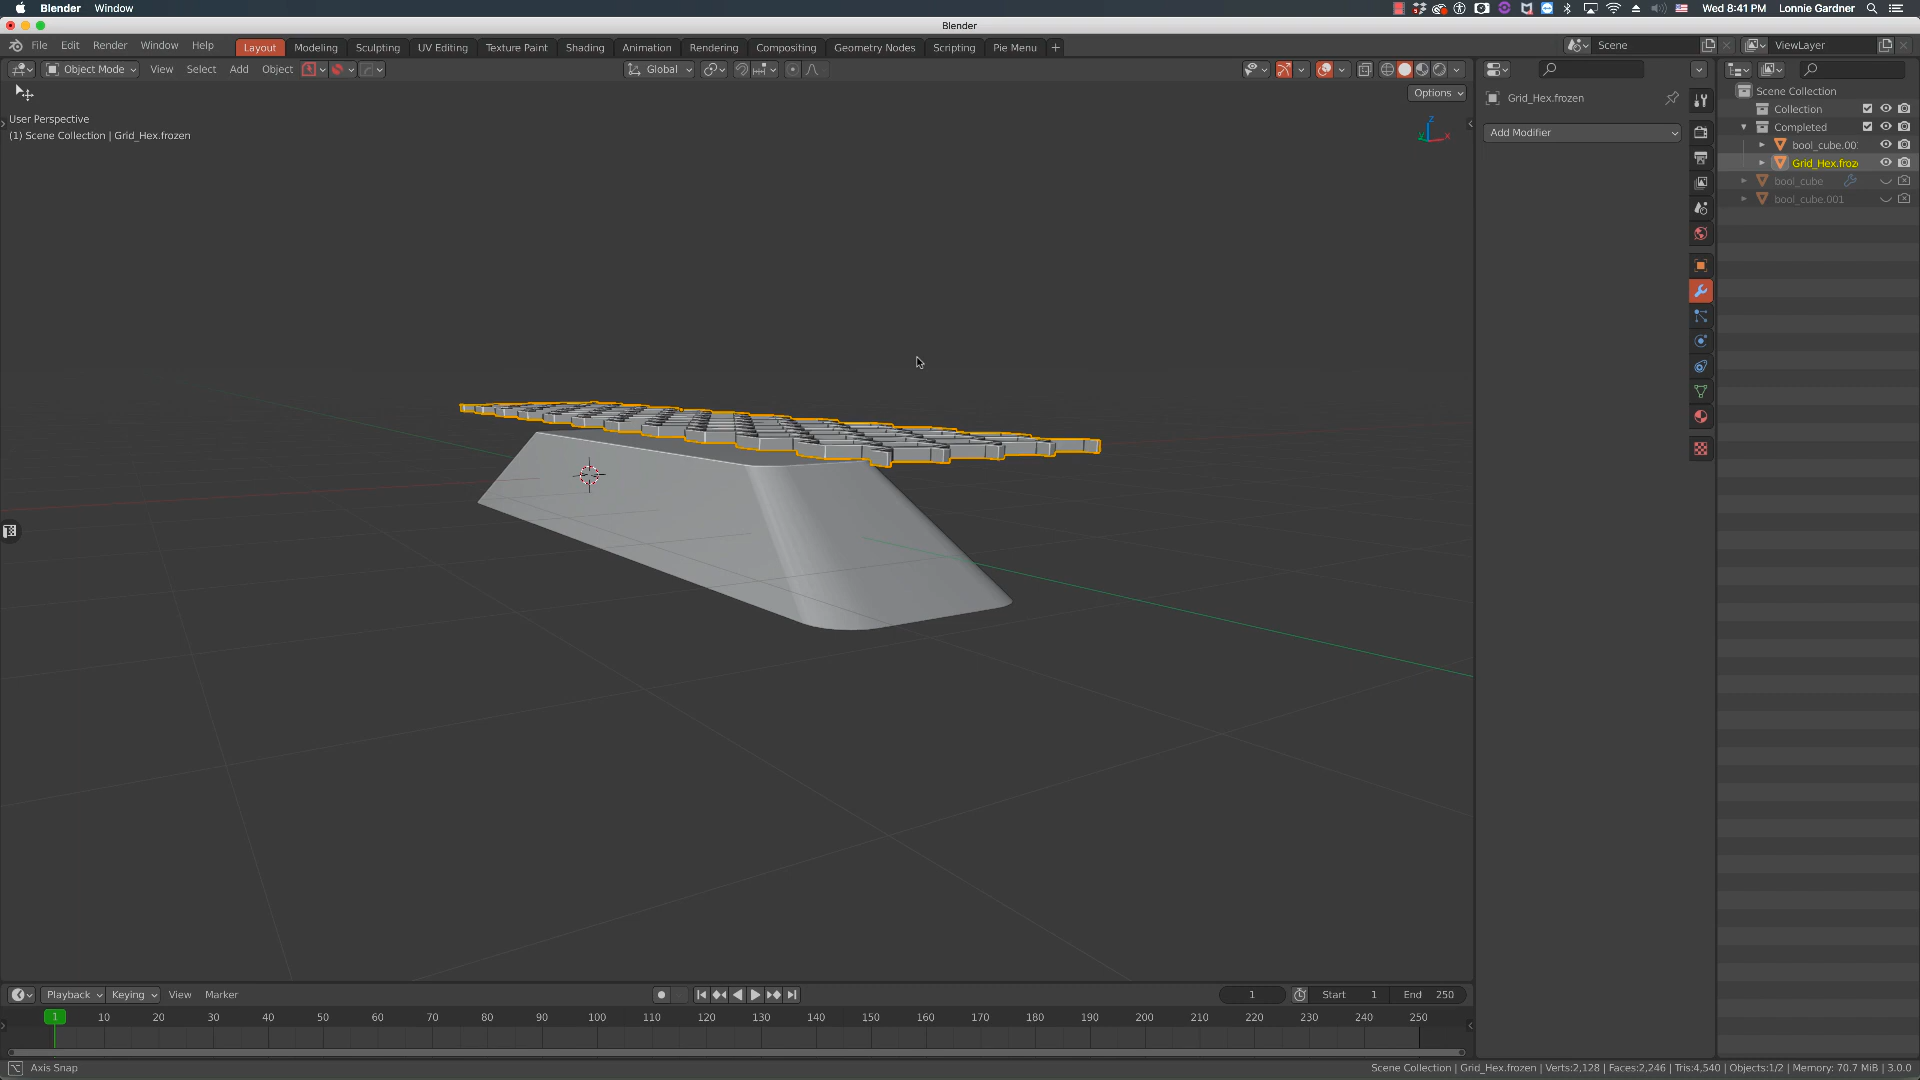 Blender Window Wed 8:41 PM Lonnie Gardner
Blender
File Edit Render Window Help Layout Modeling Sculpting UV Editing Texture Paint Shading Animation Rendering Compositing Geometry Nodes Scripting Pie Menu + Scene ViewLayer
Object Mode View Select Add Object Global
Options
User Perspective
(1) Scene Collection | Grid_Hex.frozen
Grid_Hex.frozen
Add Modifier
Scene Collection
Collection
Completed
bool_cube.00
Grid_Hex.froz
bool_cube
bool_cube.001
Z
Y
X
Playback Keying View Marker 1 Start 1 End 250
1 10 20 30 40 50 60 70 80 90 100 110 120 130 140 150 160 170 180 190 200 210 220 230 240 250
Axis Snap Scene Collection | Grid_Hex.frozen | Verts:2,128 | Faces:2,246 | Tris:4,540 | Objects:1/2 | Memory: 70.7 MiB | 3.0.0